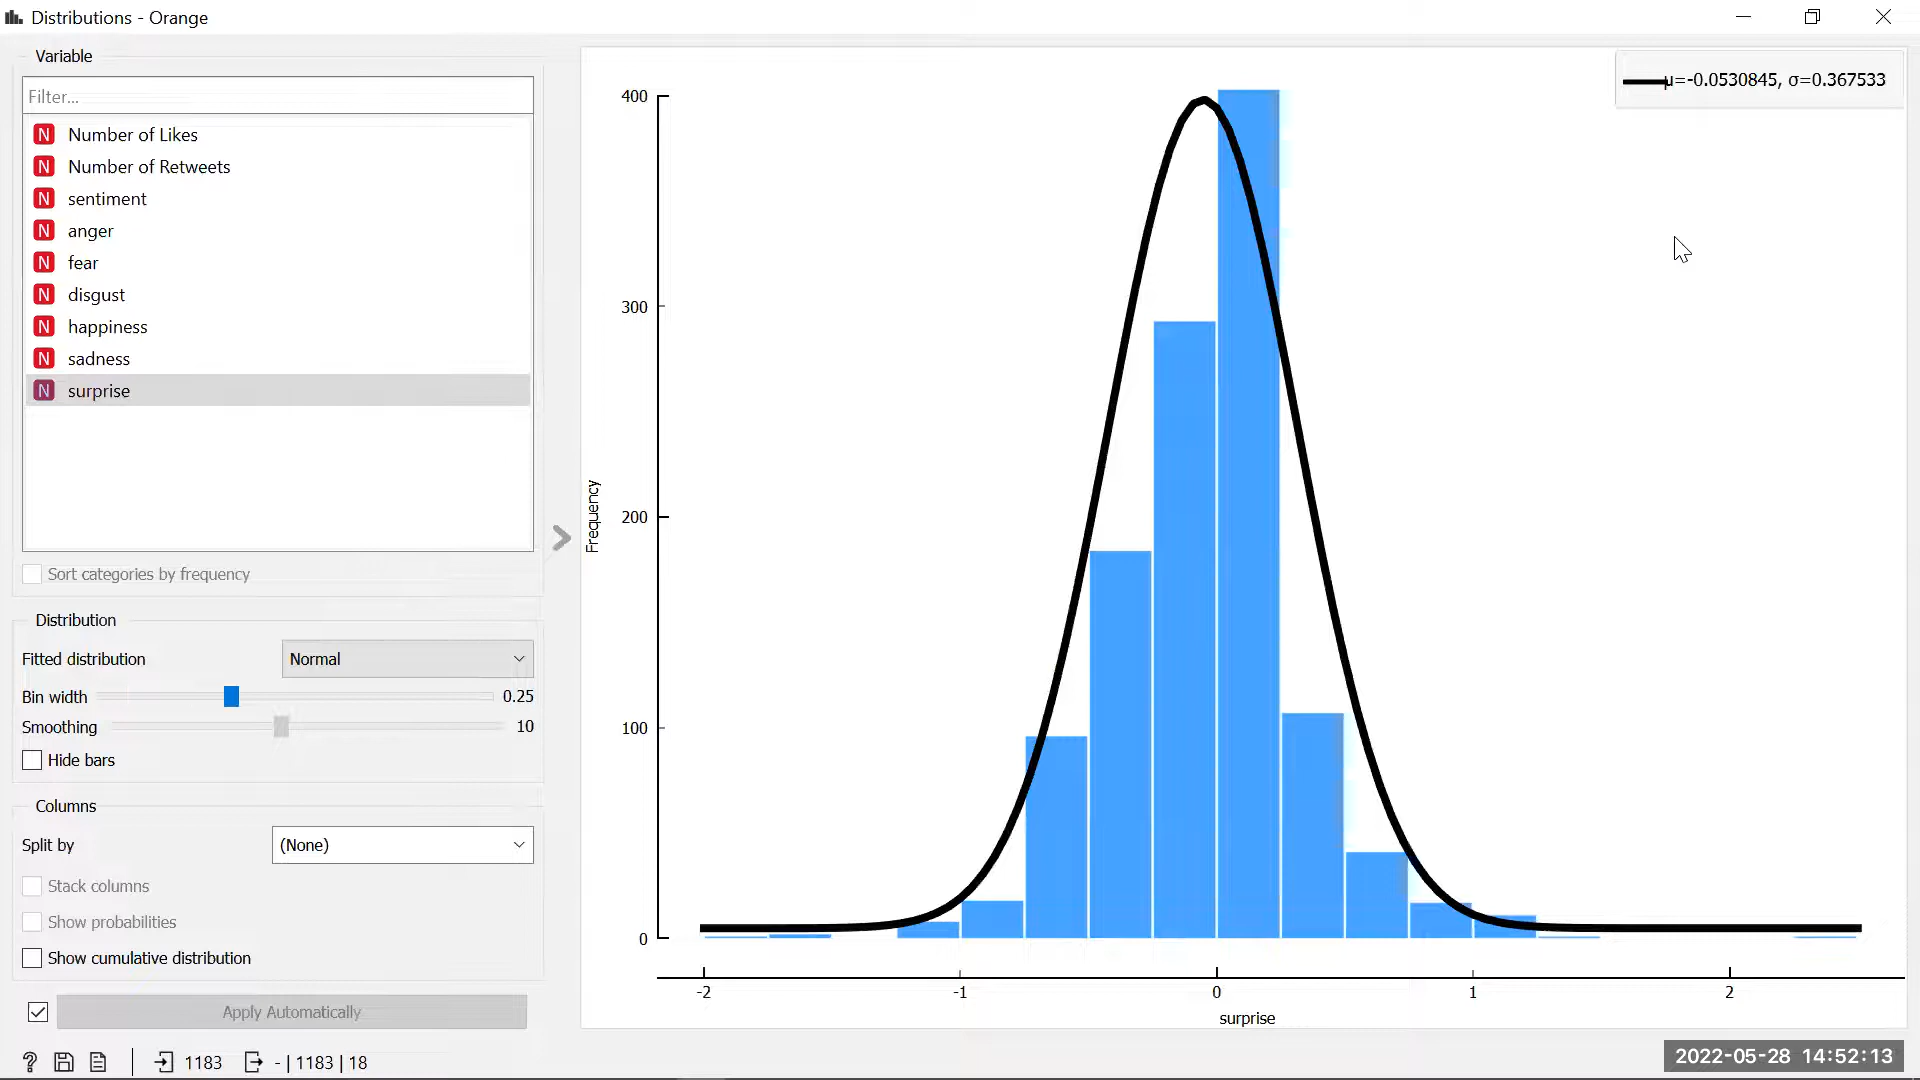 Distributions - Orange
Variable
Filter...
N Number of Likes
N Number of Retweets
N sentiment
N anger
N fear
N disgust
N happiness
N sadness
N surprise
Sort categories by frequency
Distribution
Fitted distribution Normal
Bin width 0.25
Smoothing 10
Hide bars
Columns
Split by (None)
Stack columns
Show probabilities
Show cumulative distribution
Apply Automatically
? 1183 - | 1183 | 18
μ=-0.0530845, σ=0.367533
400
300
200
100
0
Frequency
-2 -1 0 1 2
surprise
2022-05-28 14:52:13